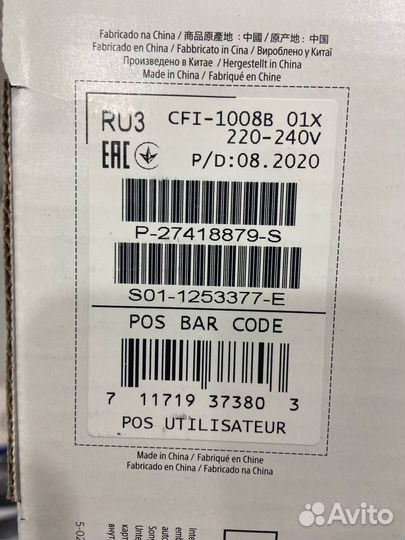 Fabricado na China / 商品原產地 : 中國 / 原产地 : 中国
Fabricado en China / Fabbricato in Cina / Вироблено у Китаї
Произведено в Китае / Hergestellt in China
Made in China / Fabriqué en Chine
RU3 CFI-1008B 01X
220-240V
EAC P/D:08.2020
P-27418879-S
S01-1253377-E
POS BAR CODE
7 11719 37380 3
POS UTILISATEUR
Made in China / Fabriqué en Chine
Fabricado en China / Fabricado na China
5-02
Avito